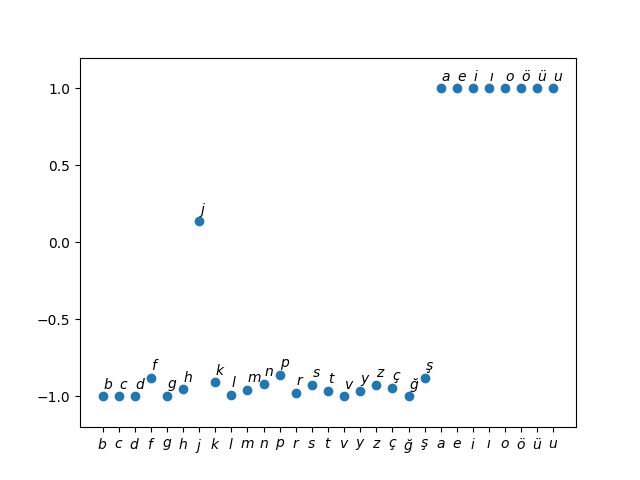 1.0
0.5
0.0
−0.5
−1.0
a e i ı o ö ü u
j
b c d f g h k l m n p r s t v y z ç ğ ş
b c d f g h j k l m n p r s t v y z ç ğ ş a e i ı o ö ü u